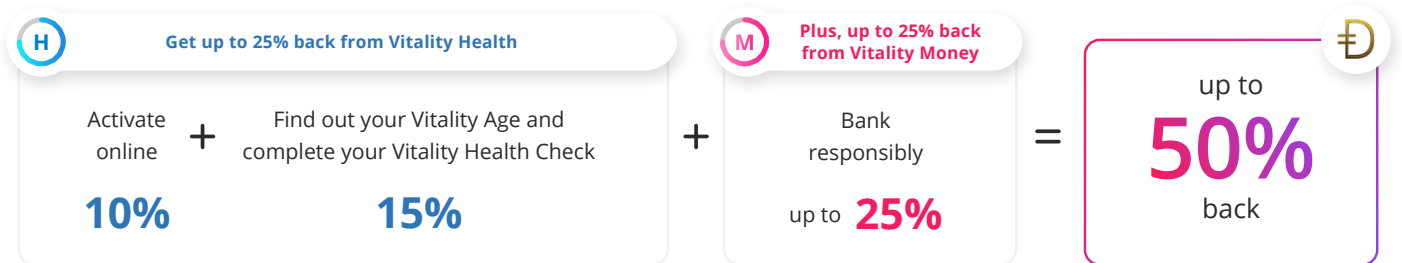 H
Get up to 25% back from Vitality Health
Activate
online
+
Find out your Vitality Age and
complete your Vitality Health Check
10%
15%
+
M
Plus, up to 25% back
from Vitality Money
Bank
responsibly
up to 25%
=
D
up to
50%
back